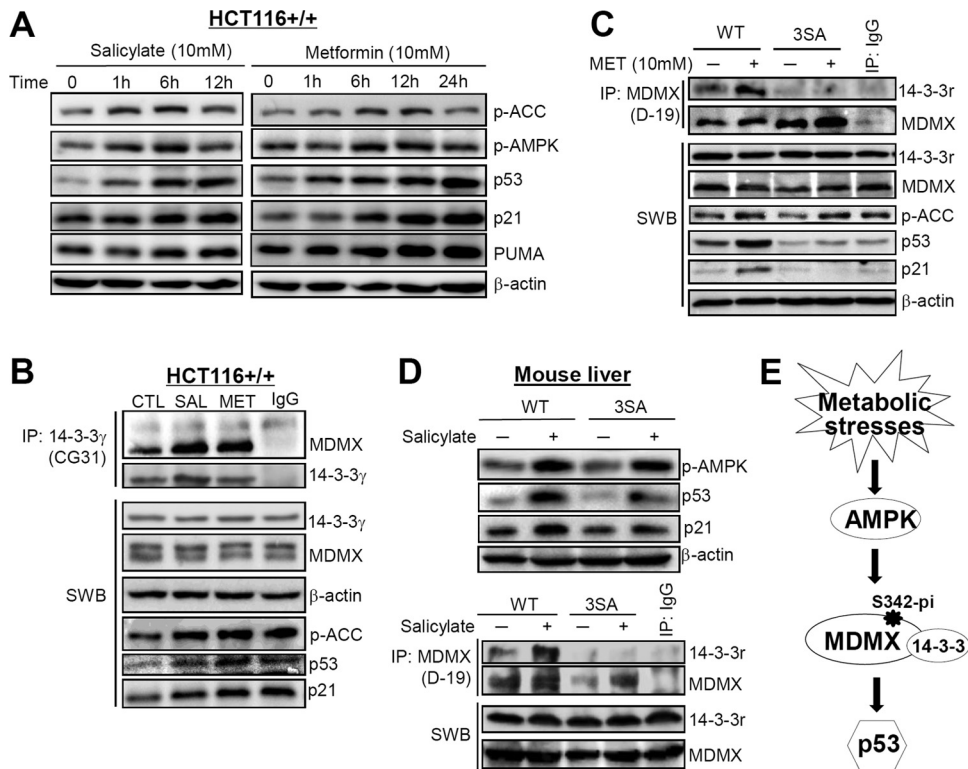 A
HCT116+/+
Salicylate (10mM) Metformin (10mM)
Time 0 1h 6h 12h 0 1h 6h 12h 24h
p-ACC
p-AMPK
p53
p21
PUMA
β-actin
B
HCT116+/+
CTL SAL MET IgG
IP: 14-3-3γ
(CG31)
MDMX
14-3-3γ
SWB
14-3-3γ
MDMX
β-actin
p-ACC
p53
p21
C
WT 3SA IP: IgG
MET (10mM) – + – +
IP: MDMX
(D-19)
14-3-3r
MDMX
SWB
14-3-3r
MDMX
p-ACC
p53
p21
β-actin
D
Mouse liver
WT 3SA
Salicylate – + – +
p-AMPK
p53
p21
β-actin
WT 3SA IP: IgG
Salicylate – + – +
IP: MDMX
(D-19)
14-3-3r
MDMX
SWB
14-3-3r
MDMX
E
Metabolic
stresses
AMPK
S342-pi
MDMX 14-3-3
p53